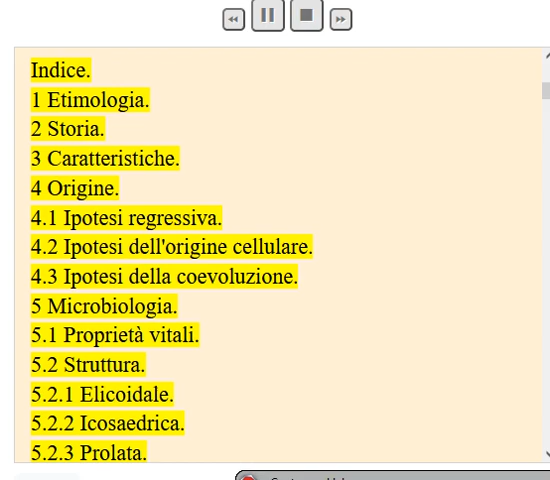 Indice.
1 Etimologia.
2 Storia.
3 Caratteristiche.
4 Origine.
4.1 Ipotesi regressiva.
4.2 Ipotesi dell'origine cellulare.
4.3 Ipotesi della coevoluzione.
5 Microbiologia.
5.1 Proprietà vitali.
5.2 Struttura.
5.2.1 Elicoidale.
5.2.2 Icosaedrica.
5.2.3 Prolata.